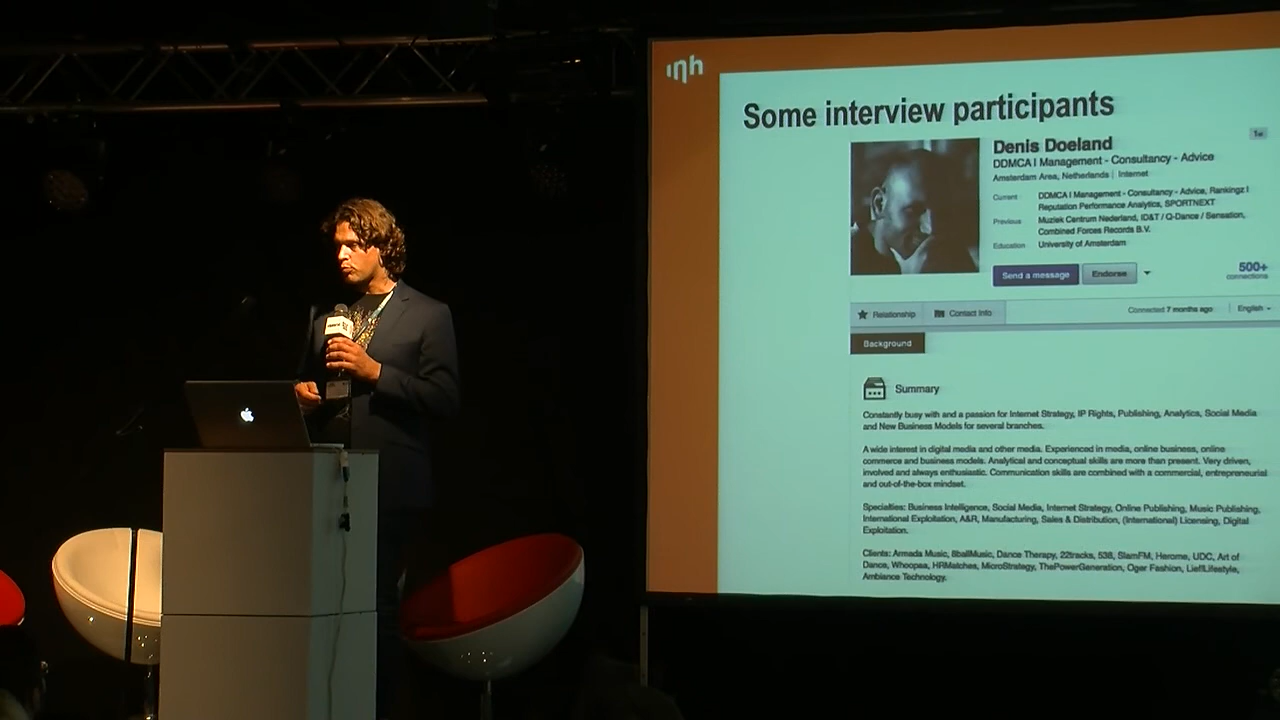 inh
Some interview participants
Denis Doeland
DDMCA I Management - Consultancy - Advice
Amsterdam Area, Netherlands | Internet
Current DDMCA I Management - Consultancy - Advice, Rankingz I
Reputation Performance Analytics, SPORTNEXT
Previous Muziek Centrum Nederland, ID&T / Q-Dance / Sensation,
Combined Forces Records B.V.
Education University of Amsterdam
Send a message Endorse 500+
connections
Relationship Contact Info Connected 7 months ago English
Background
Summary
Constantly busy with and a passion for Internet Strategy, IP Rights, Publishing, Analytics, Social Media
and New Business Models for several branches.
A wide interest in digital media and other media. Experienced in media, online business, online
commerce and business models. Analytical and conceptual skills are more than present. Very driven,
involved and always enthusiastic. Communication skills are combined with a commercial, entrepreneurial
and out-of-the-box mindset.
Specialties: Business Intelligence, Social Media, Internet Strategy, Online Publishing, Music Publishing,
International Exploitation, A&R, Manufacturing, Sales & Distribution, (International) Licensing, Digital
Exploitation.
Clients: Armada Music, 8ballMusic, Dance Therapy, 22tracks, 538, SlamFM, Herome, UDC, Art of
Dance, Whoopaa, HRMatches, MicroStrategy, ThePowerGeneration, Oger Fashion, LiefLifestyle,
Ambiance Technology.